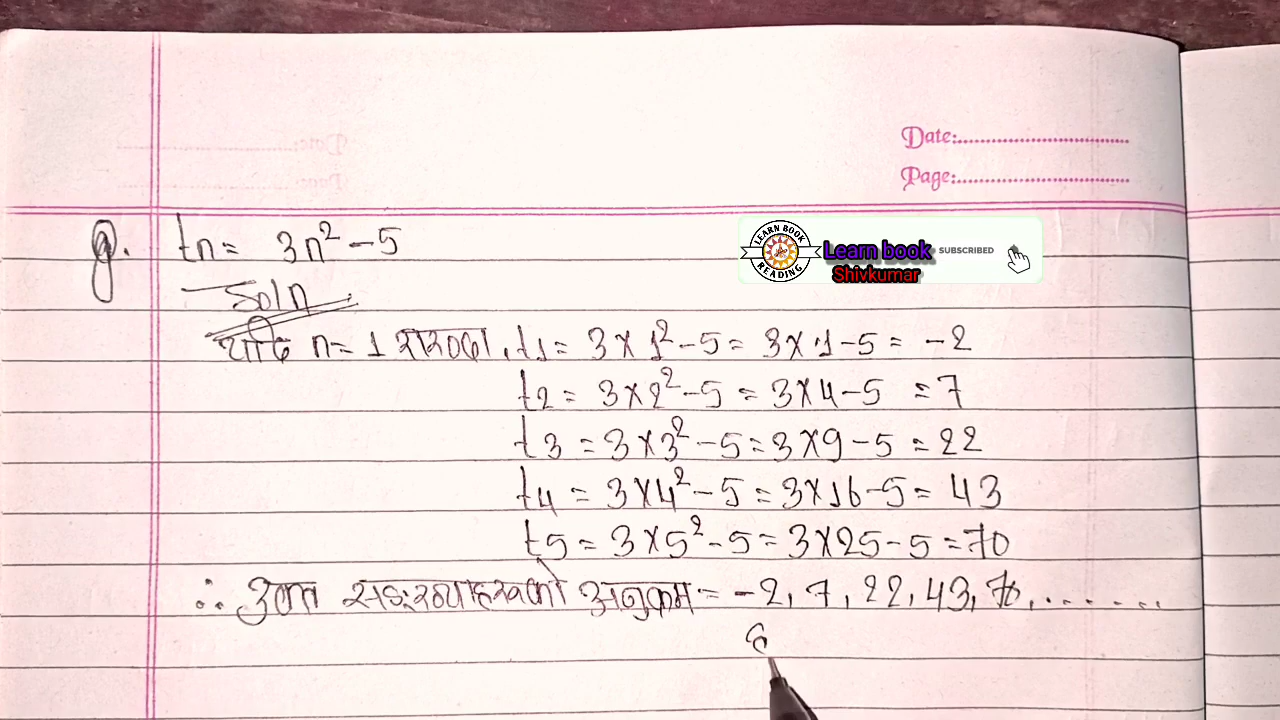 Date:
Page:
g. tn = 3n² - 5
LEARN BOOK
READING
Learn book
SUBSCRIBED
Shivkumar
Soln
यदि n = 1 राख्दा, t1 = 3 × 1² - 5 = 3 × 1 - 5 = -2
t2 = 3 × 2² - 5 = 3 × 4 - 5 = 7
t3 = 3 × 3² - 5 = 3 × 9 - 5 = 22
t4 = 3 × 4² - 5 = 3 × 16 - 5 = 43
t5 = 3 × 5² - 5 = 3 × 25 - 5 = 70
∴ उक्त अनुक्रम = -2, 7, 22, 43, 70, .......